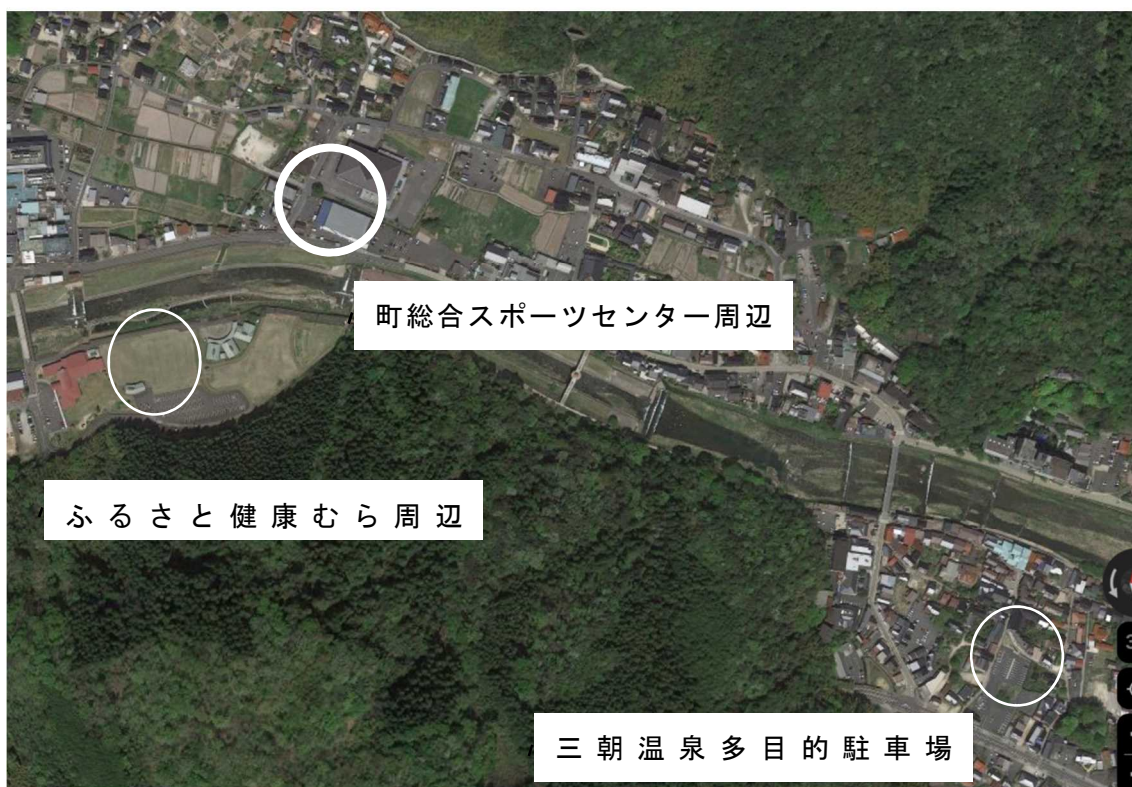 町総合スポーツセンター周辺
ふるさと健康むら周辺
三朝温泉多目的駐車場